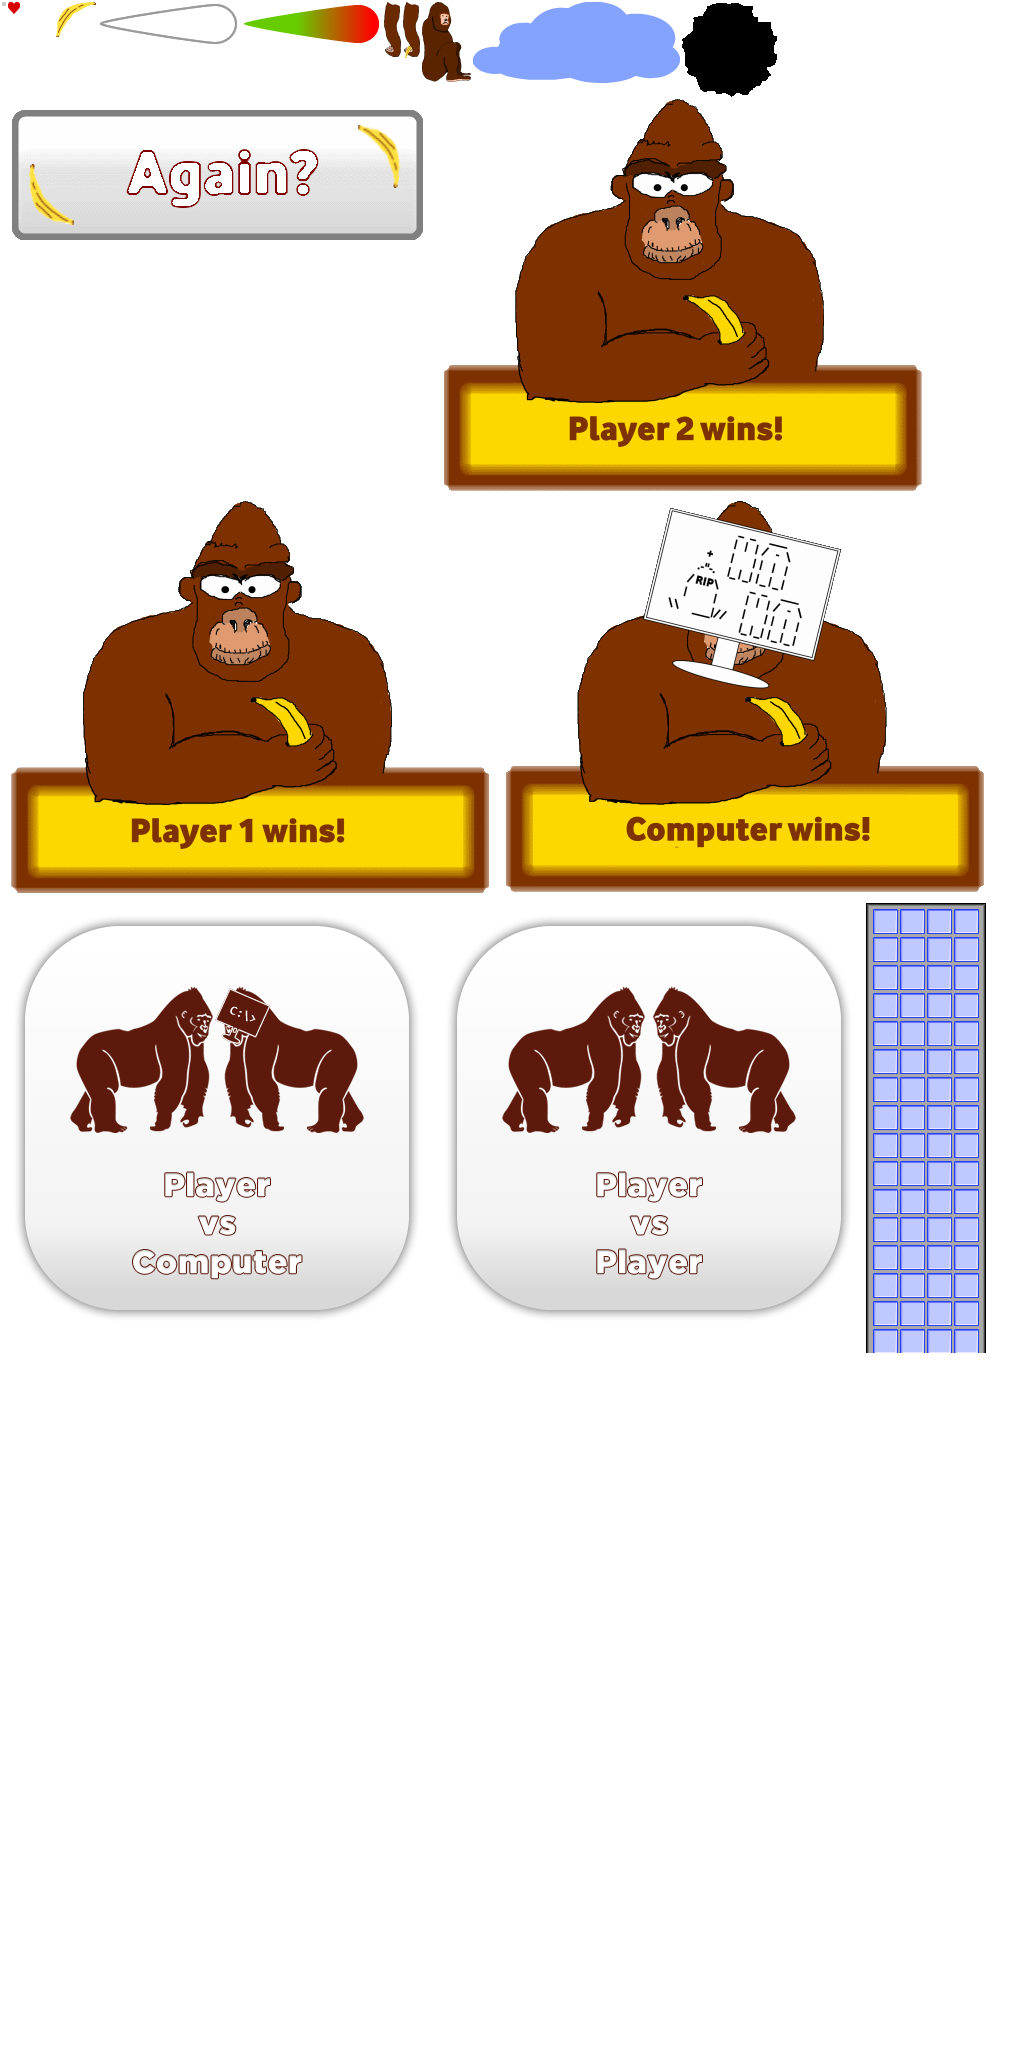 Again?
Player 2 wins!
RIP
Player 1 wins!
Computer wins!
C:\>
Player
vs
Computer
Player
vs
Player